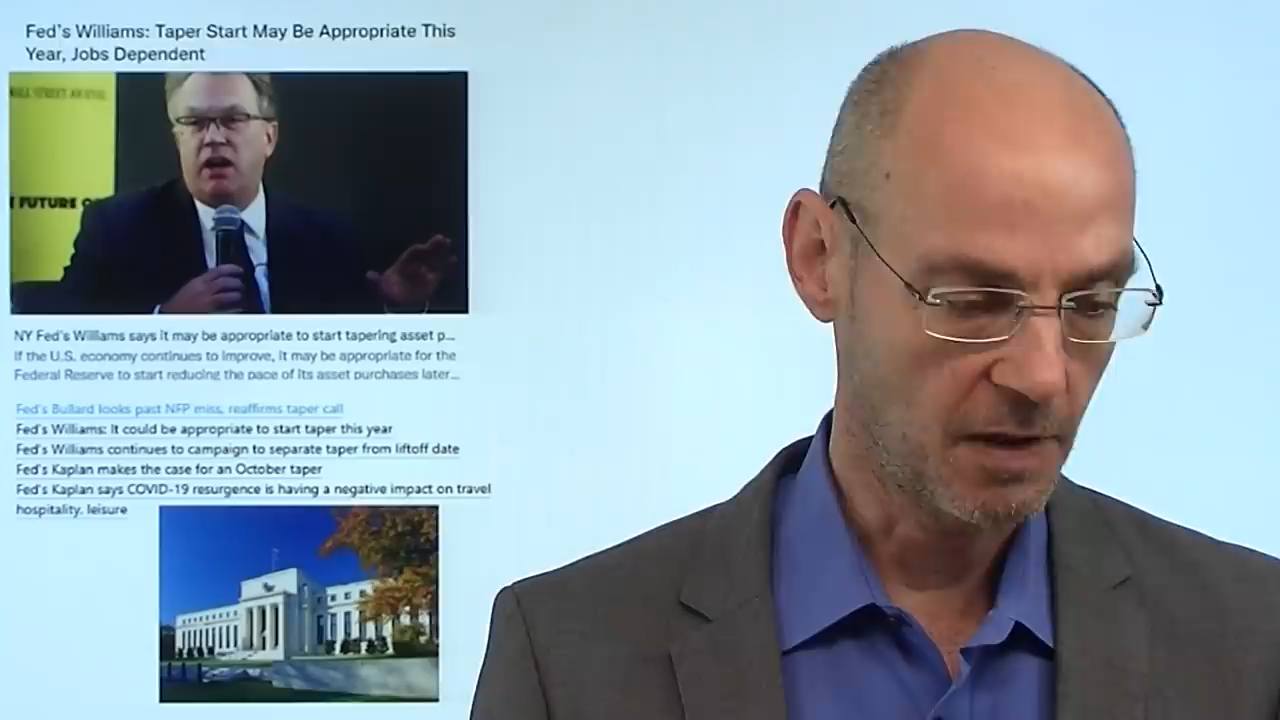 Fed's Williams: Taper Start May Be Appropriate This
Year, Jobs Dependent
WALL STREET JOURNAL
E FUTURE O
NY Fed's Williams says it may be appropriate to start tapering asset p...
If the U.S. economy continues to improve, it may be appropriate for the
Federal Reserve to start reducing the pace of its asset purchases later...
Fed's Bullard looks past NFP miss, reaffirms taper call
Fed's Williams: It could be appropriate to start taper this year
Fed's Williams continues to campaign to separate taper from liftoff date
Fed's Kaplan makes the case for an October taper
Fed's Kaplan says COVID-19 resurgence is having a negative impact on travel
hospitality. leisure